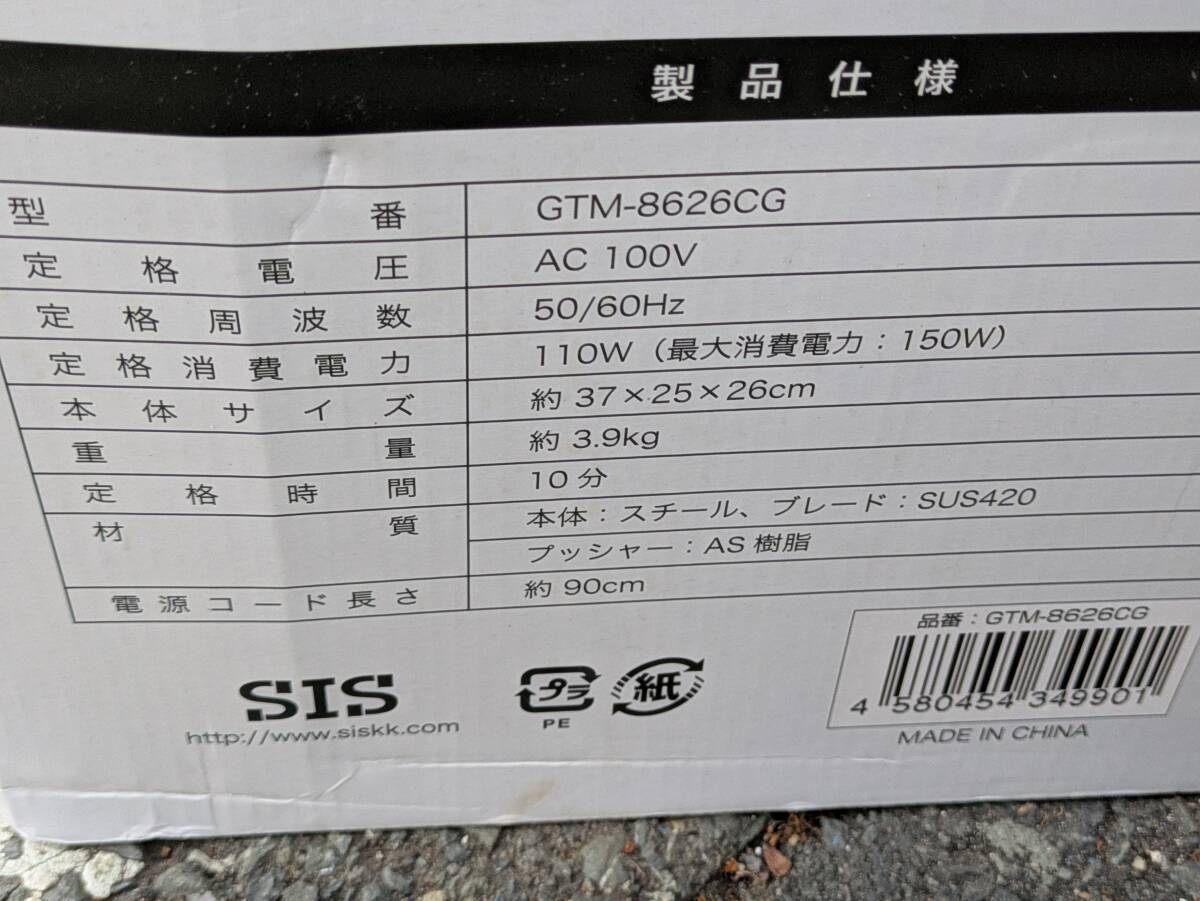 製品仕様
型番 GTM-8626CG
定格電圧 AC 100V
定格周波数 50/60Hz
定格消費電力 110W（最大消費電力：150W）
本体サイズ 約 37×25×26cm
重量 約 3.9kg
定格時間 10 分
材質 本体：スチール、ブレード：SUS420
プッシャー：AS 樹脂
電源コード長さ 約 90cm
品番：GTM-8626CG
4 580454 349901
MADE IN CHINA
SIS
http://www.siskk.com
プラ
PE
紙